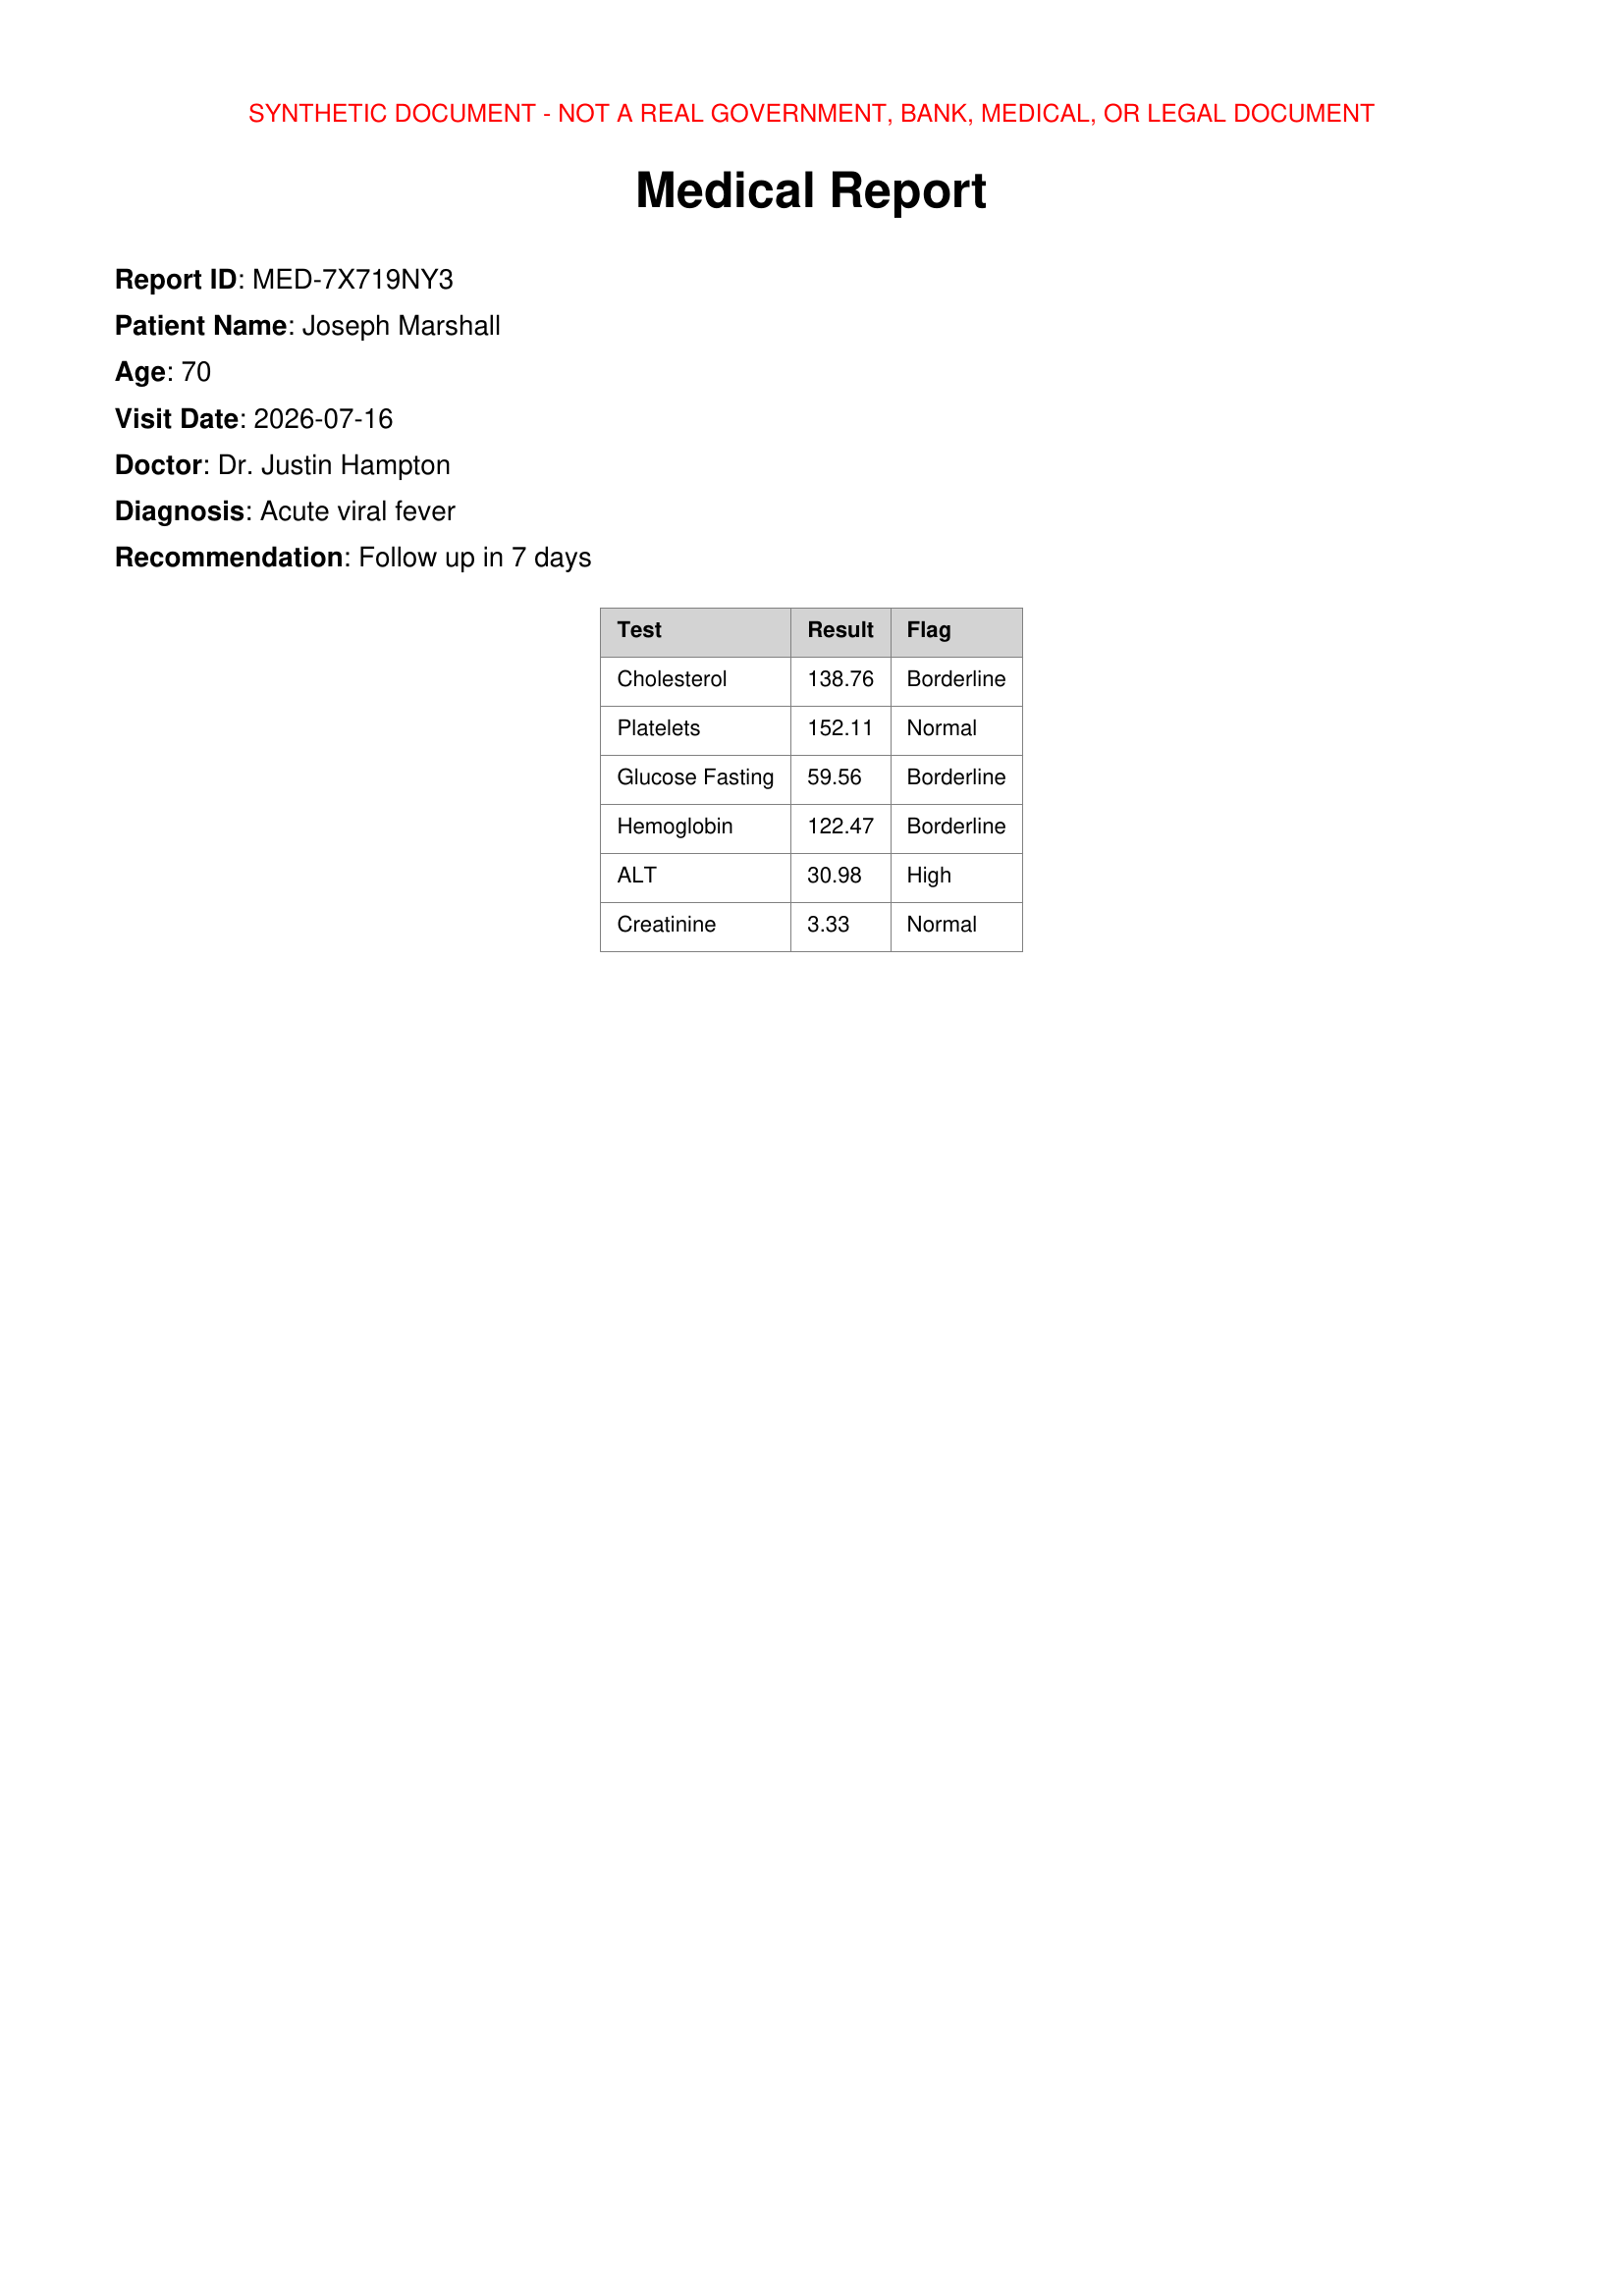 SYNTHETIC DOCUMENT - NOT A REAL GOVERNMENT, BANK, MEDICAL, OR LEGAL DOCUMENT
Medical Report
Report ID: MED-7X719NY3
Patient Name: Joseph Marshall
Age: 70
Visit Date: 2026-07-16
Doctor: Dr. Justin Hampton
Diagnosis: Acute viral fever
Recommendation: Follow up in 7 days
Test Result Flag
Cholesterol 138.76 Borderline
Platelets 152.11 Normal
Glucose Fasting 59.56 Borderline
Hemoglobin 122.47 Borderline
ALT 30.98 High
Creatinine 3.33 Normal